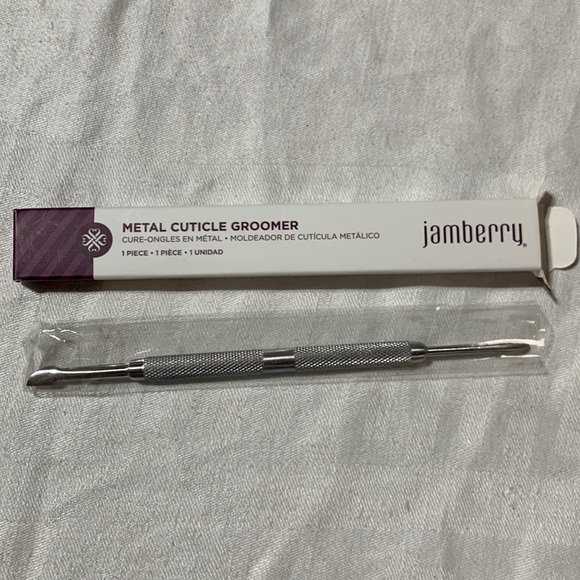 METAL CUTICLE GROOMER
CURE-ONGLES EN MÉTAL • MOLDEADOR DE CUTÍCULA METÁLICO
1 PIECE • 1 PIÈCE • 1 UNIDAD
jamberry®